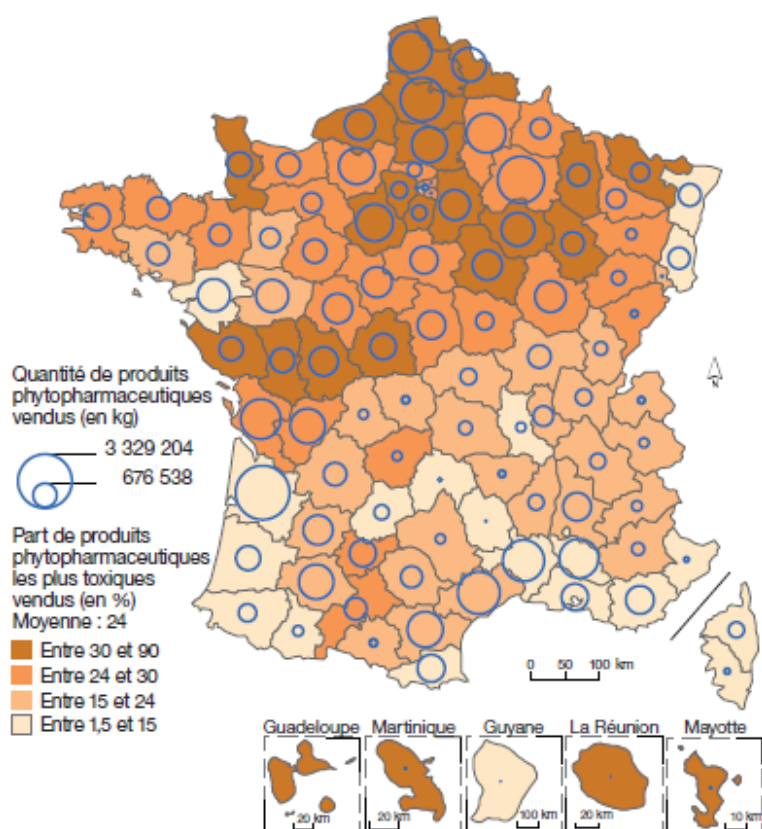 Quantité de produits
phytopharmaceutiques
vendus (en kg)
3 329 204
676 538
Part de produits
phytopharmaceutiques
les plus toxiques
vendus (en %)
Moyenne : 24
Entre 30 et 90
Entre 24 et 30
Entre 15 et 24
Entre 1,5 et 15
N
0 50 100 km
Guadeloupe
Martinique
Guyane
La Réunion
Mayotte
20 km
20 km
100 km
20 km
10 km